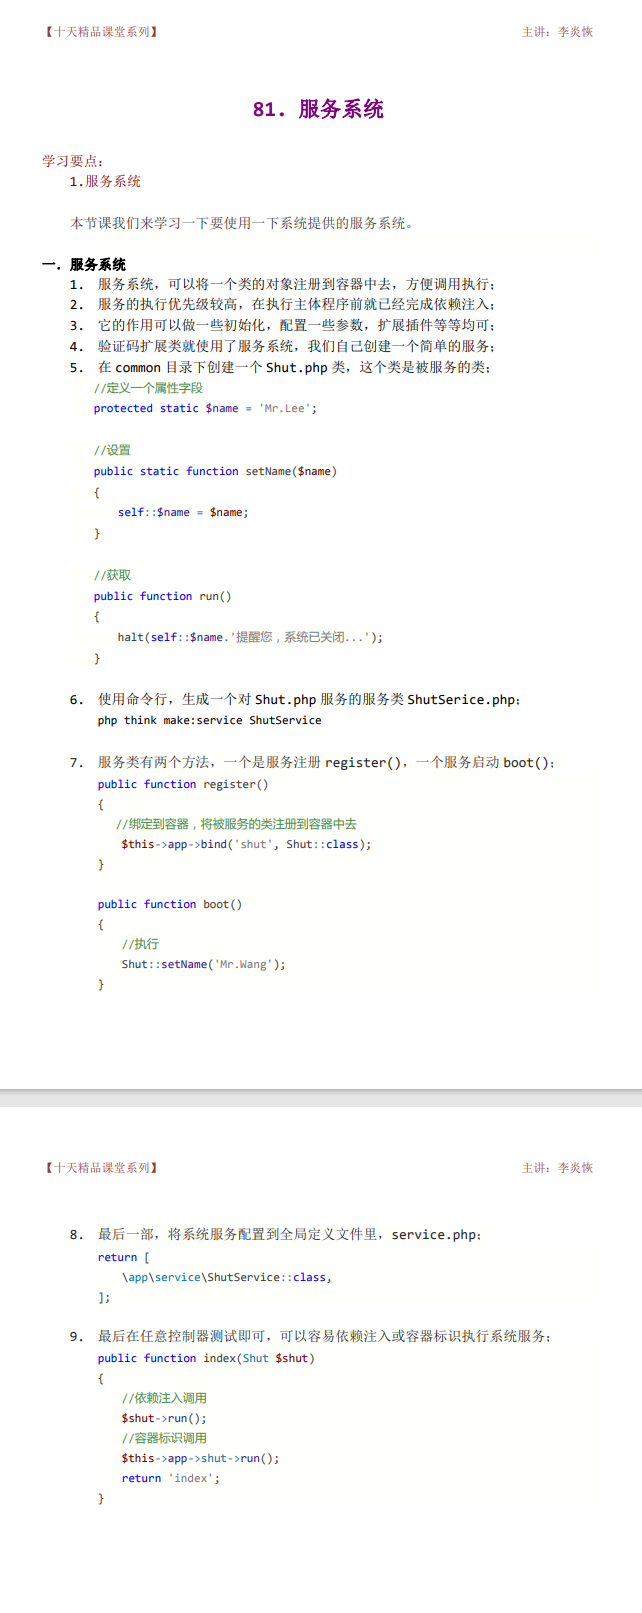 【十天精品课堂系列】 主讲：李炎恢
81．服务系统
学习要点：
1.服务系统
本节课我们来学习一下要使用一下系统提供的服务系统。
一．服务系统
1. 服务系统，可以将一个类的对象注册到容器中去，方便调用执行；
2. 服务的执行优先级较高，在执行主体程序前就已经完成依赖注入；
3. 它的作用可以做一些初始化，配置一些参数，扩展插件等等均可；
4. 验证码扩展类就使用了服务系统，我们自己创建一个简单的服务；
5. 在 common 目录下创建一个 Shut.php 类，这个类是被服务的类；
//定义一个属性字段
protected static $name = 'Mr.Lee';
//设置
public static function setName($name)
{
self::$name = $name;
}
//获取
public function run()
{
halt(self::$name.'提醒您，系统已关闭...');
}
6. 使用命令行，生成一个对 Shut.php 服务的服务类 ShutSerice.php；
php think make:service ShutService
7. 服务类有两个方法，一个是服务注册 register()，一个服务启动 boot()；
public function register()
{
//绑定到容器，将被服务的类注册到容器中去
$this->app->bind('shut', Shut::class);
}
public function boot()
{
//执行
Shut::setName('Mr.Wang');
}
【十天精品课堂系列】 主讲：李炎恢
8. 最后一部，将系统服务配置到全局定义文件里，service.php；
return [
\app\service\ShutService::class,
];
9. 最后在任意控制器测试即可，可以容易依赖注入或容器标识执行系统服务；
public function index(Shut $shut)
{
//依赖注入调用
$shut->run();
//容器标识调用
$this->app->shut->run();
return 'index';
}